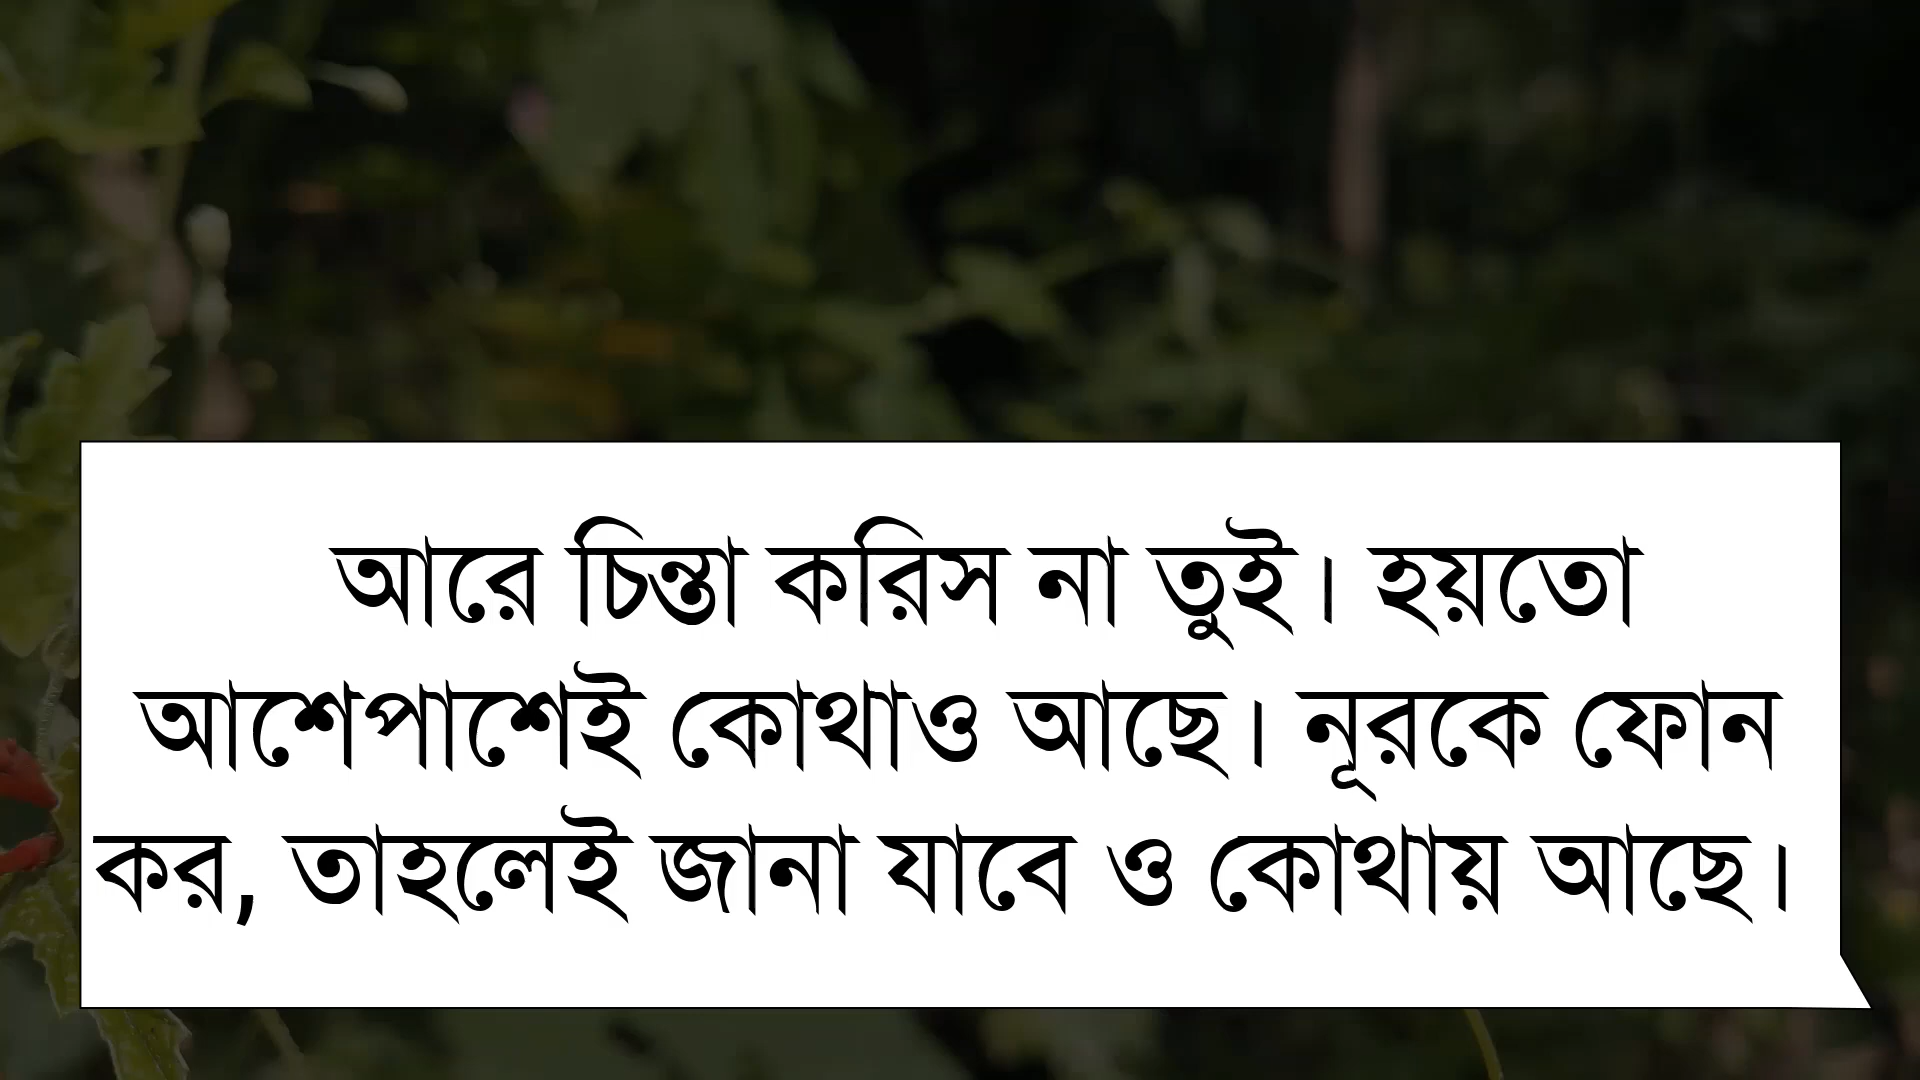 আরে চিন্তা করিস না তুই। হয়তো
আশেপাশেই কোথাও আছে। নূরকে ফোন
কর, তাহলেই জানা যাবে ও কোথায় আছে।